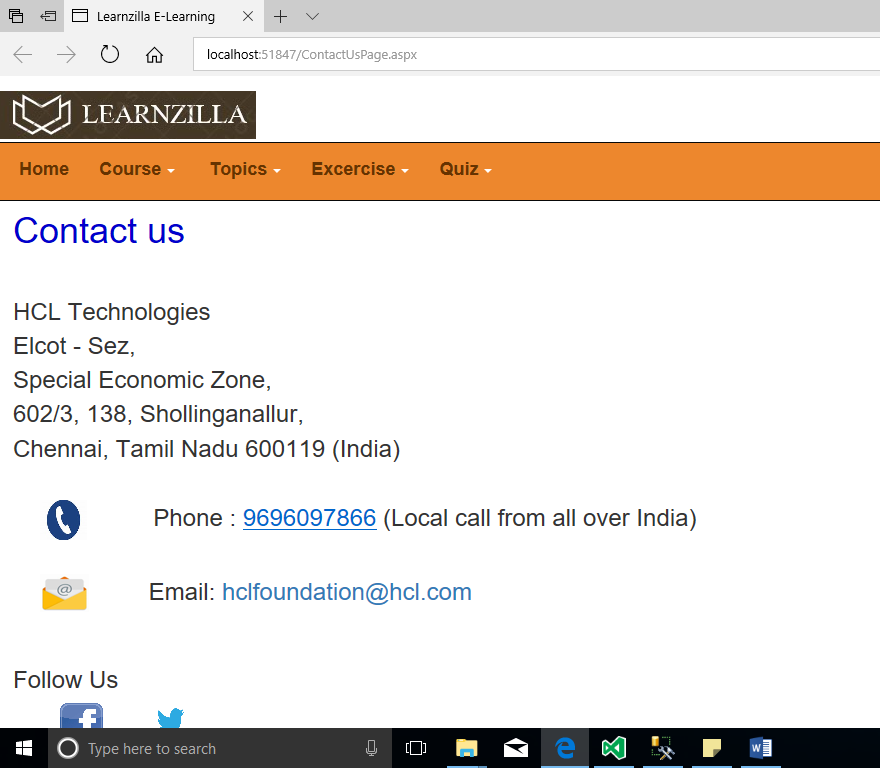 Learnzilla E-Learning
localhost:51847/ContactUsPage.aspx
LEARNZILLA
Home Course Topics Excercise Quiz
Contact us
HCL Technologies
Elcot - Sez,
Special Economic Zone,
602/3, 138, Shollinganallur,
Chennai, Tamil Nadu 600119 (India)
Phone : 9696097866 (Local call from all over India)
@
Email: hclfoundation@hcl.com
Follow Us
f
Type here to search
W